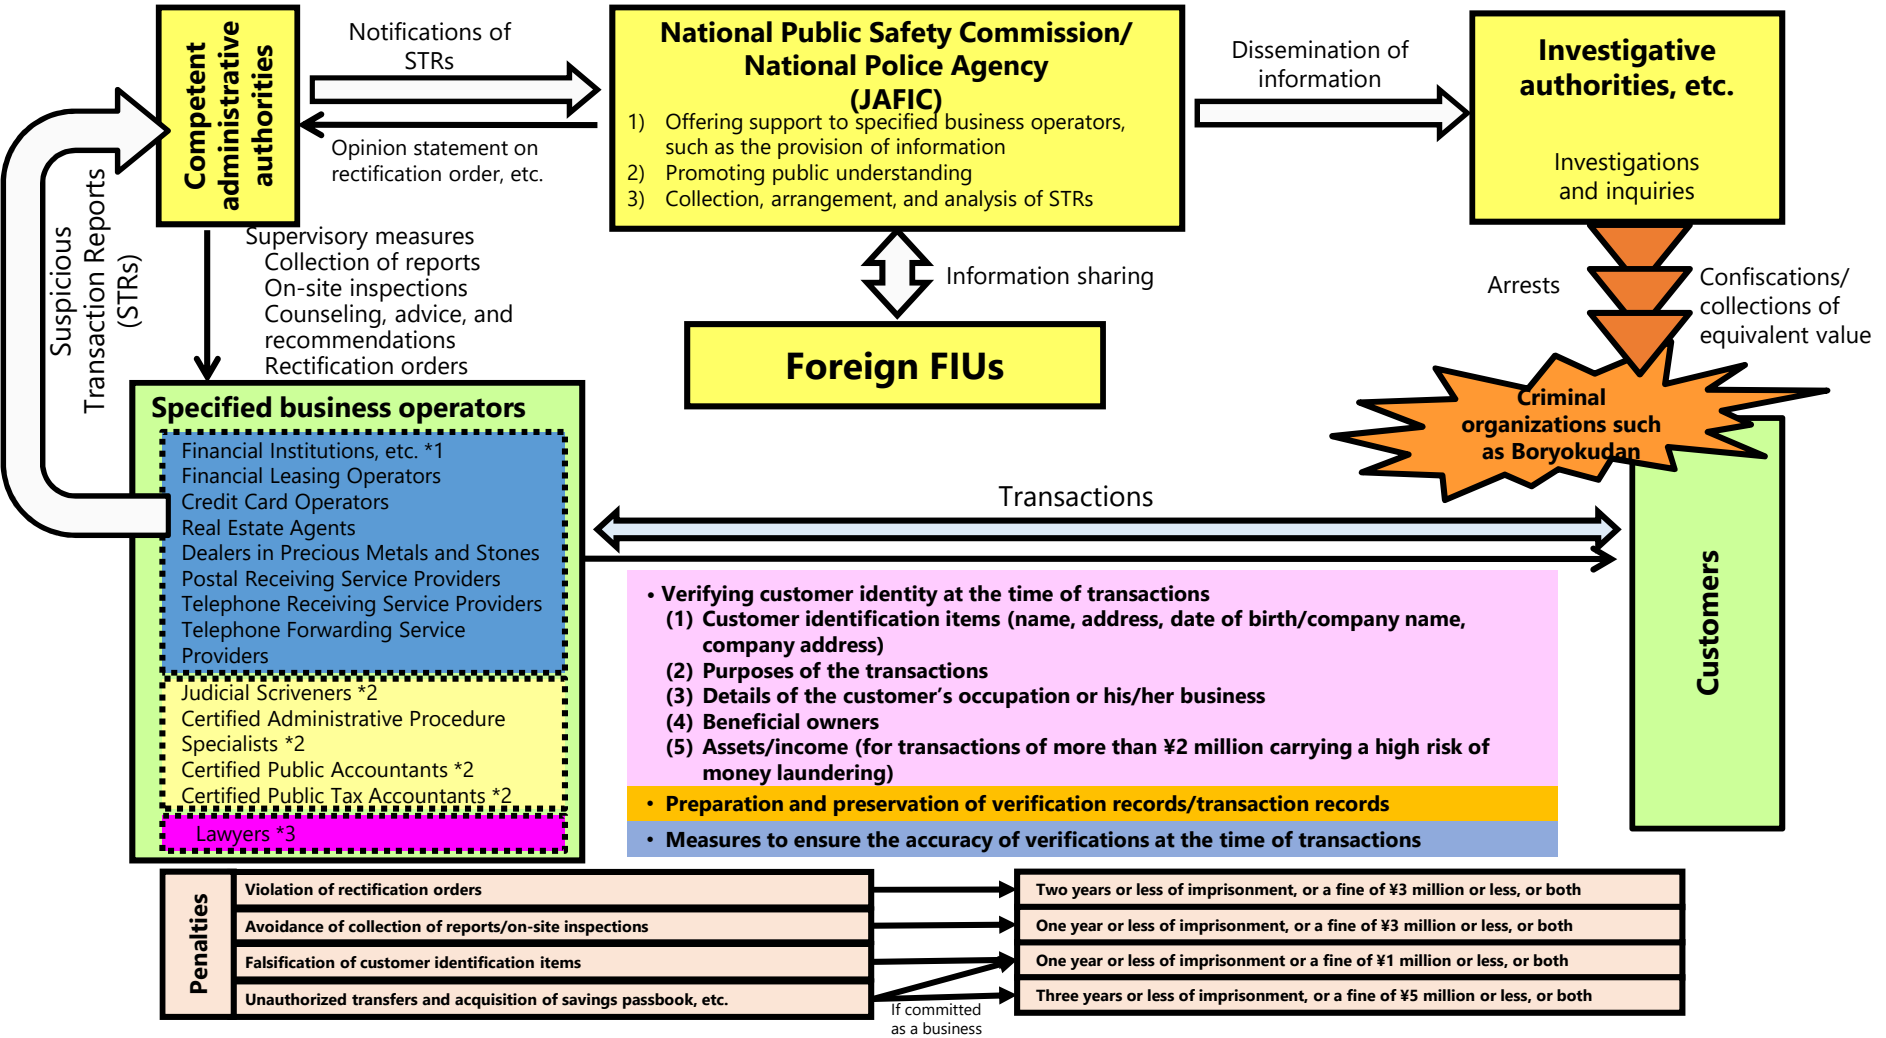 Competent
administrative
authorities
Notifications of
STRs
Opinion statement on
rectification order, etc.
National Public Safety Commission/
National Police Agency
(JAFIC)
1) Offering support to specified business operators,
such as the provision of information
2) Promoting public understanding
3) Collection, arrangement, and analysis of STRs
Dissemination of
information
Investigative
authorities, etc.
Investigations
and inquiries
Suspicious
Transaction Reports
(STRs)
Supervisory measures
Collection of reports
On-site inspections
Counseling, advice, and
recommendations
Rectification orders
Information sharing
Foreign FIUs
Arrests
Confiscations/
collections of
equivalent value
Criminal
organizations such
as Boryokudan
Specified business operators
Financial Institutions, etc. *1
Financial Leasing Operators
Credit Card Operators
Real Estate Agents
Dealers in Precious Metals and Stones
Postal Receiving Service Providers
Telephone Receiving Service Providers
Telephone Forwarding Service
Providers
Judicial Scriveners *2
Certified Administrative Procedure
Specialists *2
Certified Public Accountants *2
Certified Public Tax Accountants *2
Lawyers *3
Transactions
• Verifying customer identity at the time of transactions
(1) Customer identification items (name, address, date of birth/company name,
company address)
(2) Purposes of the transactions
(3) Details of the customer’s occupation or his/her business
(4) Beneficial owners
(5) Assets/income (for transactions of more than ¥2 million carrying a high risk of
money laundering)
• Preparation and preservation of verification records/transaction records
• Measures to ensure the accuracy of verifications at the time of transactions
Customers
Penalties
Violation of rectification orders
Two years or less of imprisonment, or a fine of ¥3 million or less, or both
Avoidance of collection of reports/on-site inspections
One year or less of imprisonment, or a fine of ¥3 million or less, or both
Falsification of customer identification items
One year or less of imprisonment or a fine of ¥1 million or less, or both
Unauthorized transfers and acquisition of savings passbook, etc.
Three years or less of imprisonment, or a fine of ¥5 million or less, or both
If committed
as a business